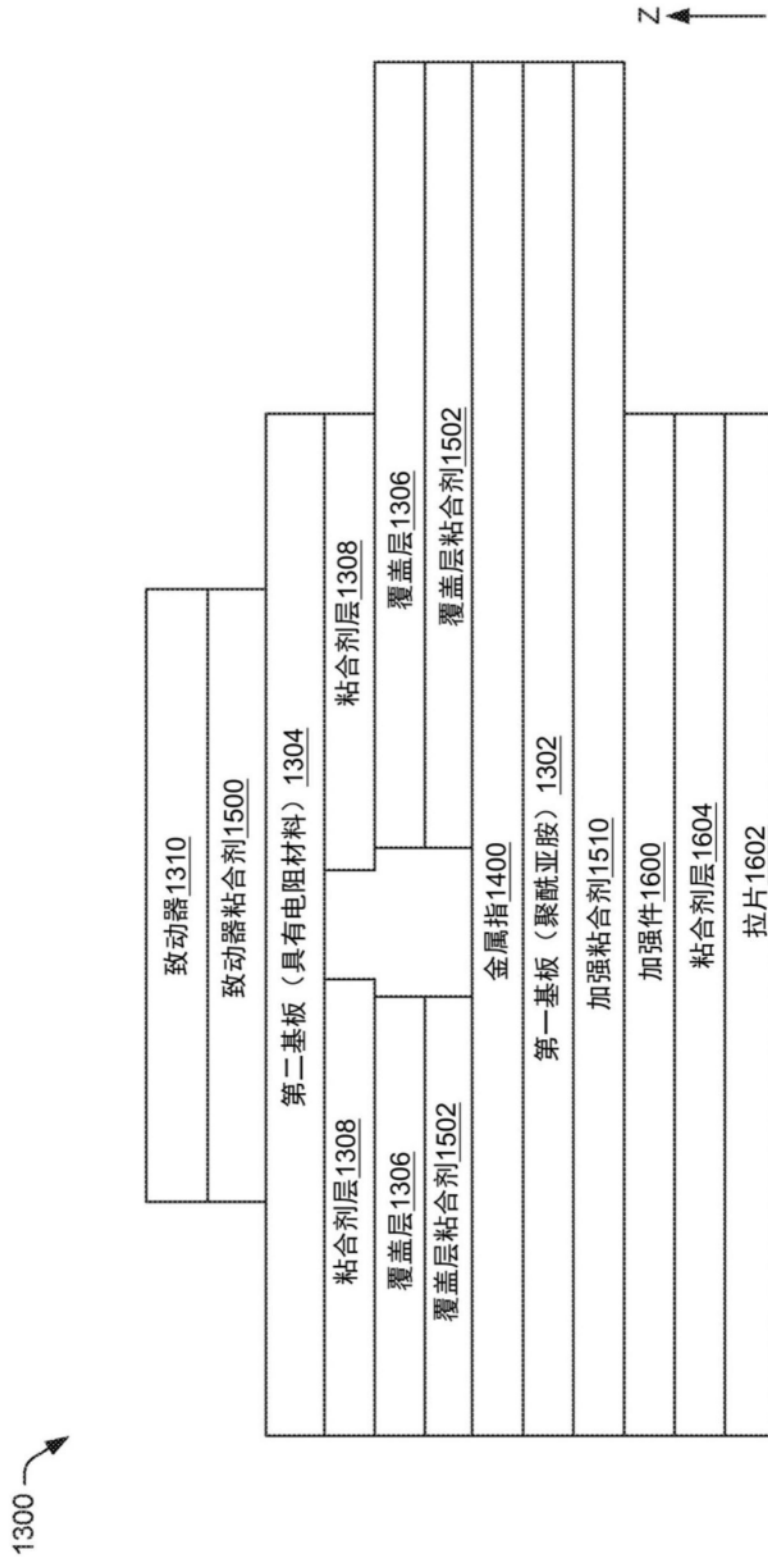 1300
Z
致动器1310
致动器粘合剂1500
第二基板（具有电阻材料）1304
粘合剂层1308
粘合剂层1308
覆盖层1306
覆盖层1306
覆盖层粘合剂1502
覆盖层粘合剂1502
金属指1400
第一基板（聚酰亚胺）1302
加强粘合剂1510
加强件1600
粘合剂层1604
拉片1602